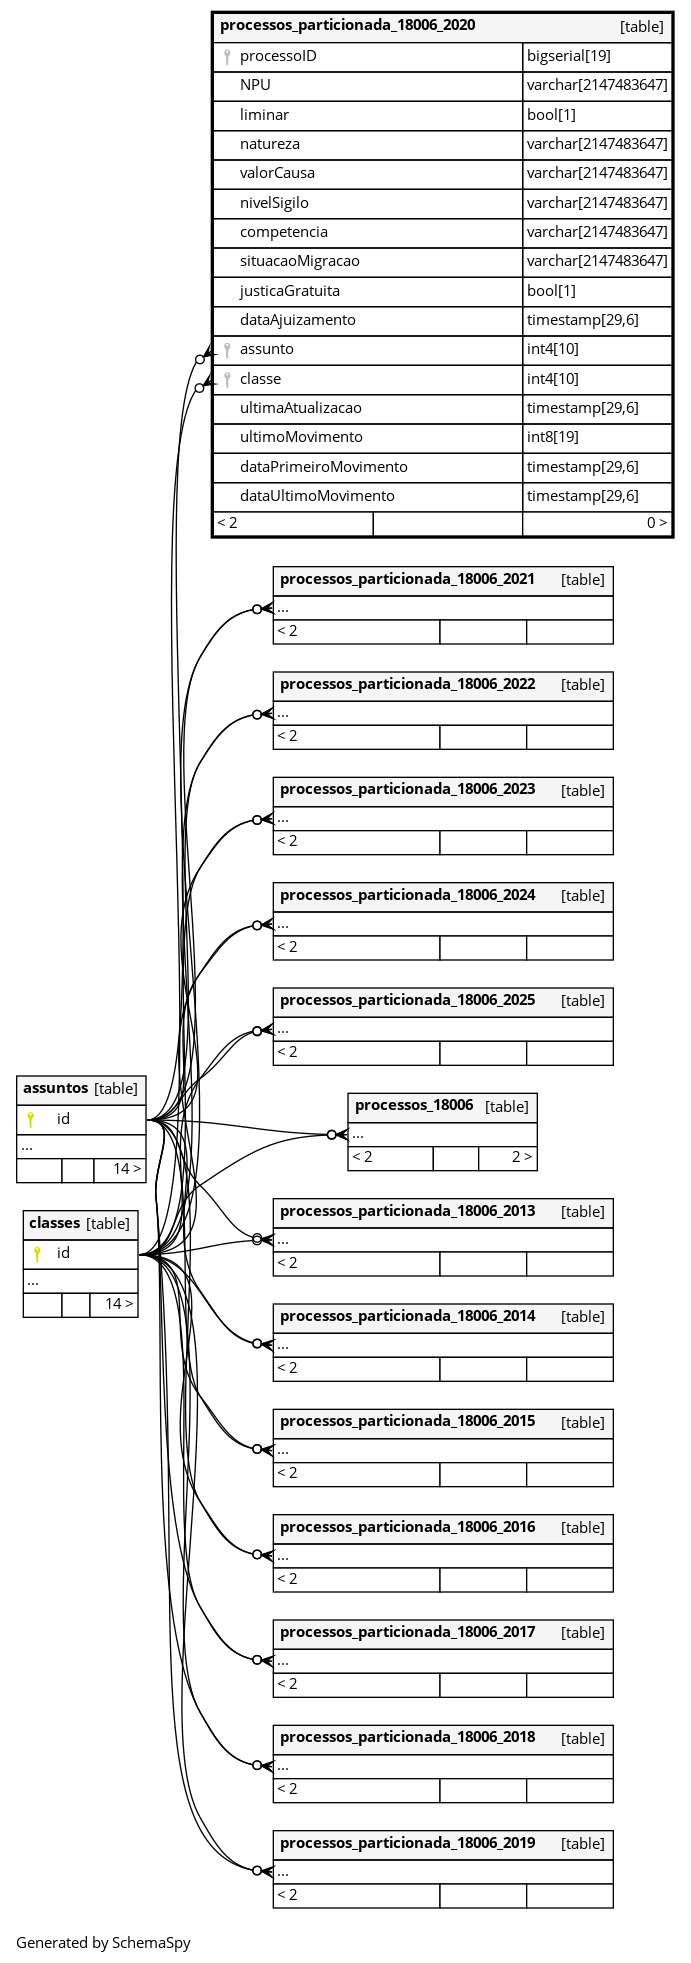 processos_particionada_18006_2020 [table]
processoID bigserial[19]
NPU varchar[2147483647]
liminar bool[1]
natureza varchar[2147483647]
valorCausa varchar[2147483647]
nivelSigilo varchar[2147483647]
competencia varchar[2147483647]
situacaoMigracao varchar[2147483647]
justicaGratuita bool[1]
dataAjuizamento timestamp[29,6]
assunto int4[10]
classe int4[10]
ultimaAtualizacao timestamp[29,6]
ultimoMovimento int8[19]
dataPrimeiroMovimento timestamp[29,6]
dataUltimoMovimento timestamp[29,6]
< 2 0 >
processos_particionada_18006_2021 [table]
...
< 2
processos_particionada_18006_2022 [table]
...
< 2
processos_particionada_18006_2023 [table]
...
< 2
processos_particionada_18006_2024 [table]
...
< 2
processos_particionada_18006_2025 [table]
...
< 2
assuntos [table]
id
...
14 >
processos_18006 [table]
...
< 2 2 >
classes [table]
id
...
14 >
processos_particionada_18006_2013 [table]
...
< 2
processos_particionada_18006_2014 [table]
...
< 2
processos_particionada_18006_2015 [table]
...
< 2
processos_particionada_18006_2016 [table]
...
< 2
processos_particionada_18006_2017 [table]
...
< 2
processos_particionada_18006_2018 [table]
...
< 2
processos_particionada_18006_2019 [table]
...
< 2
Generated by SchemaSpy